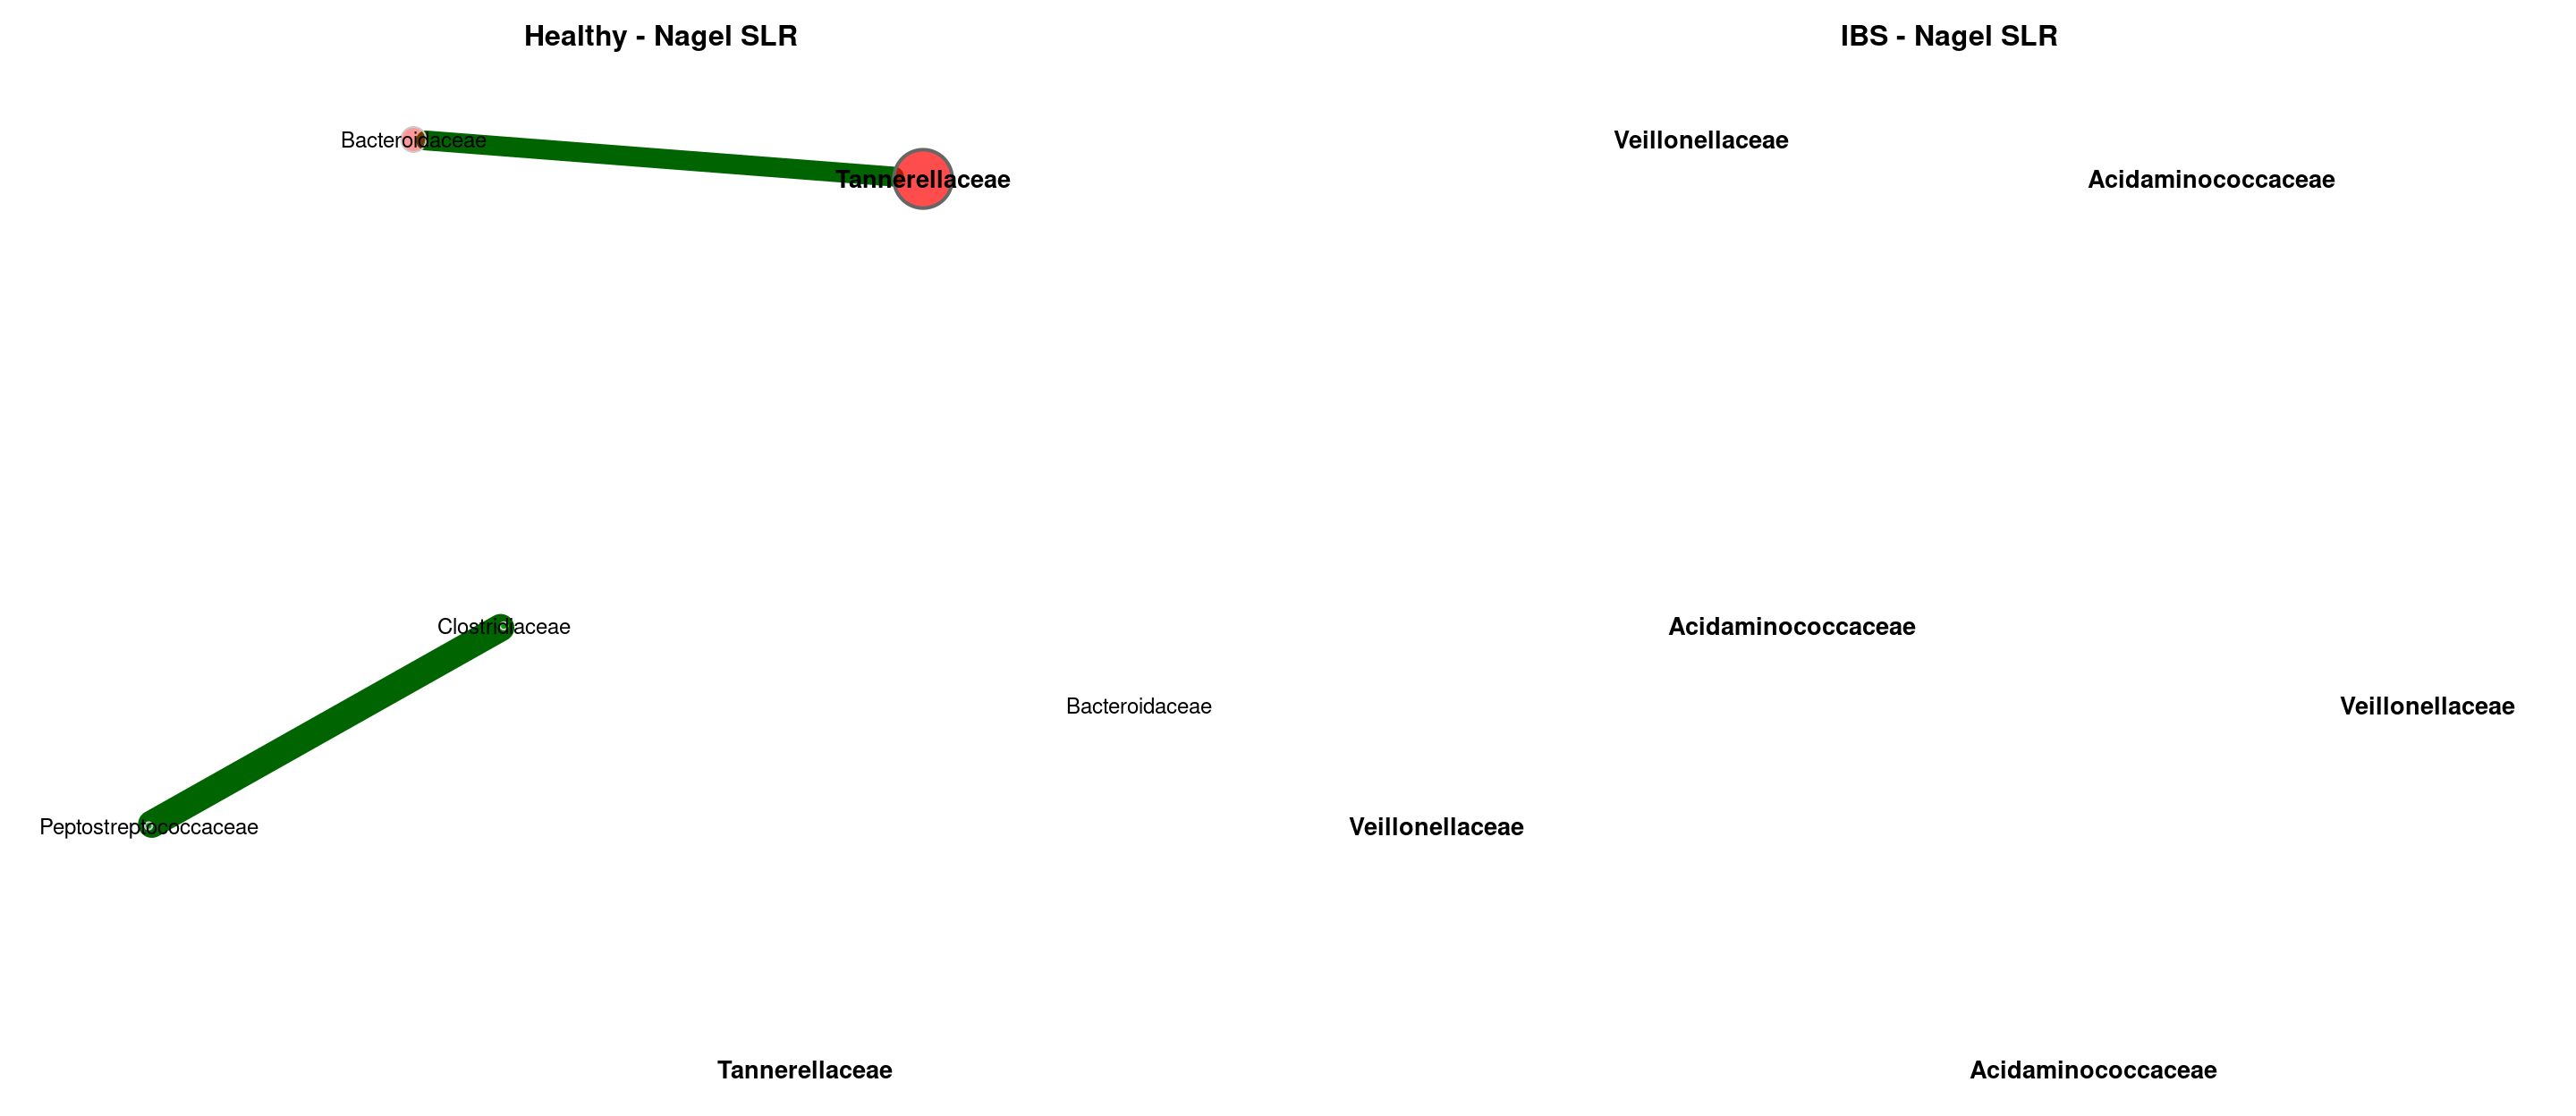 Healthy - Nagel SLR
Bacteroidaceae
Tannerellaceae
Clostridiaceae
Bacteroidaceae
Peptostreptococcaceae
Tannerellaceae
IBS - Nagel SLR
Veillonellaceae
Acidaminococcaceae
Acidaminococcaceae
Veillonellaceae
Veillonellaceae
Acidaminococcaceae